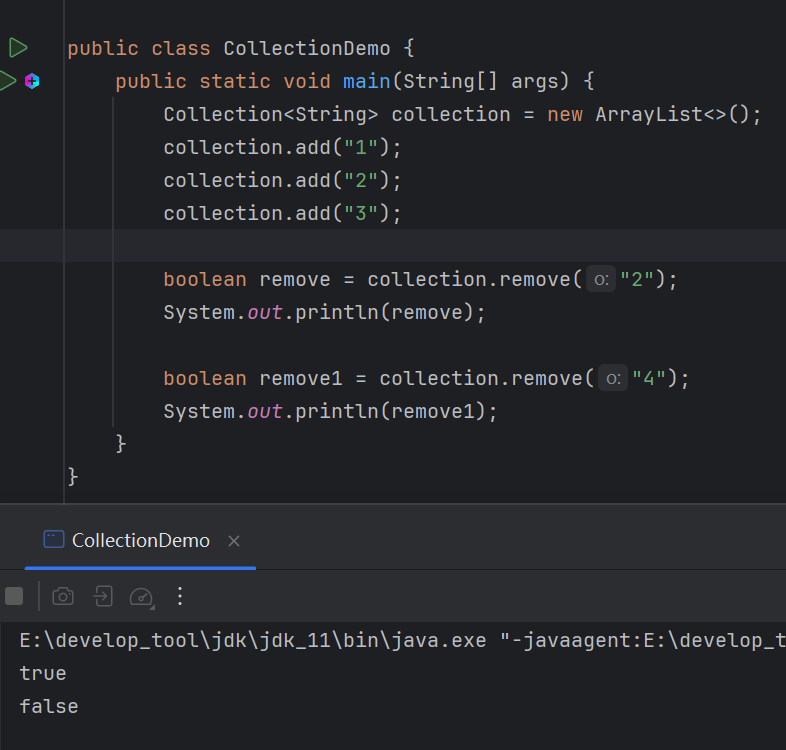 public class CollectionDemo {
    public static void main(String[] args) {
        Collection<String> collection = new ArrayList<>();
        collection.add("1");
        collection.add("2");
        collection.add("3");
        boolean remove = collection.remove( o: "2");
        System.out.println(remove);
        boolean remove1 = collection.remove( o: "4");
        System.out.println(remove1);
    }
}
CollectionDemo ×
E:\develop_tool\jdk\jdk_11\bin\java.exe "-javaagent:E:\develop_t
true
false